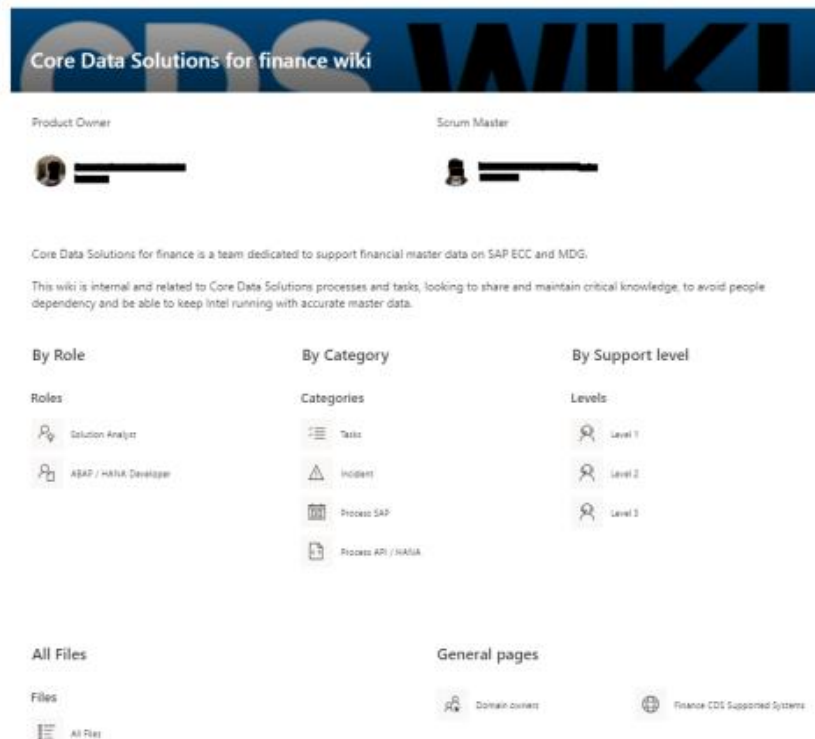 CDS WIKI
Core Data Solutions for finance wiki
Product Owner
Scrum Master
Core Data Solutions for finance is a team dedicated to support financial master data on SAP ECC and MDG.
This wiki is internal and related to Core Data Solutions processes and tasks, looking to share and maintain critical knowledge, to avoid people
dependency and be able to keep Intel running with accurate master data.
By Role
By Category
By Support level
Roles
Categories
Levels
Solution Analyst
Tasks
Level 1
ABAP / HANA Developer
Incident
Level 2
Process SAP
Level 3
Process API / HANA
All Files
General pages
Files
Domain owners
Finance CDS Supported Systems
All Files